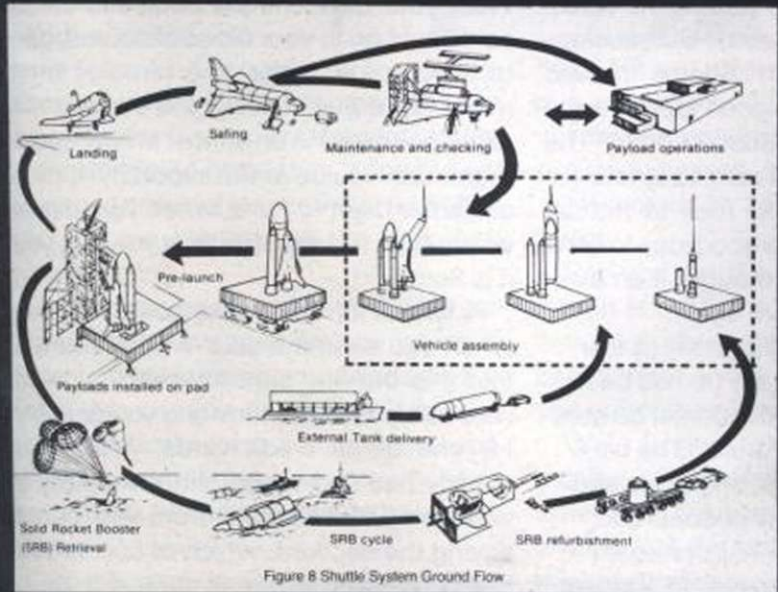 Landing
Safing
Maintenance and checking
Payload operations
Pre-launch
Vehicle assembly
Payloads installed on pad
External Tank delivery
Solid Rocket Booster
(SRB) Retrieval
SRB cycle
SRB refurbishment
Figure 8 Shuttle System Ground Flow